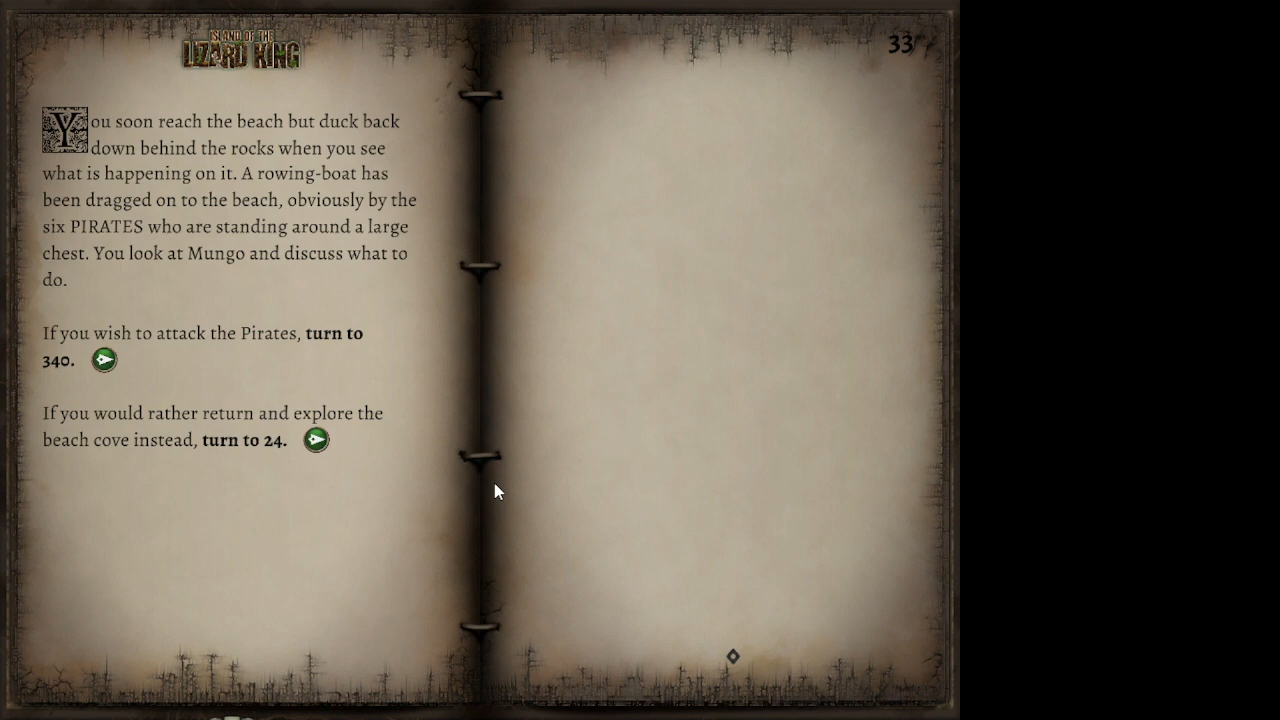 ISLAND OF THE
LIZARD KING
33
You soon reach the beach but duck back
down behind the rocks when you see
what is happening on it. A rowing-boat has
been dragged on to the beach, obviously by the
six PIRATES who are standing around a large
chest. You look at Mungo and discuss what to
do.
If you wish to attack the Pirates, turn to
340.
If you would rather return and explore the
beach cove instead, turn to 24.